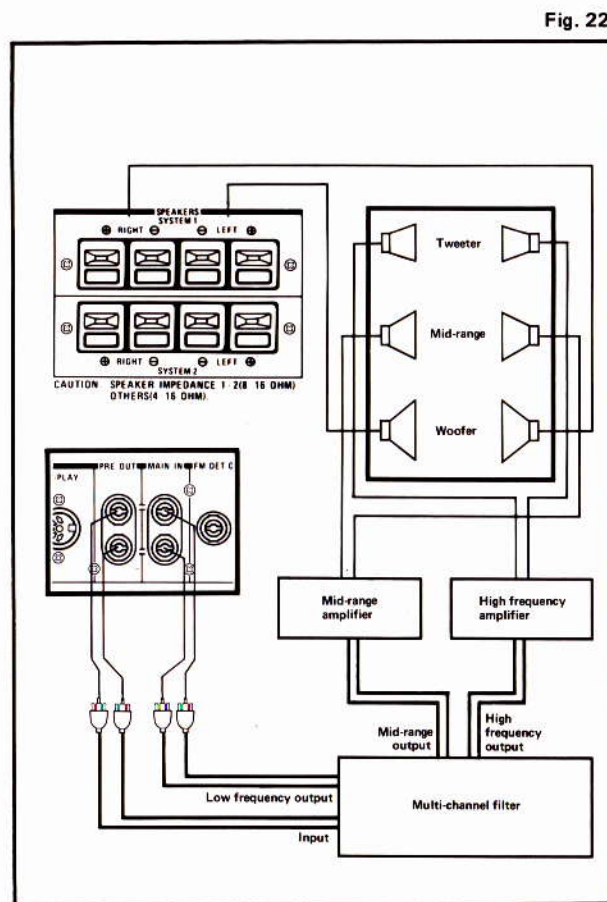 Fig. 22
SPEAKERS
SYSTEM 1
⊕ RIGHT ⊖ ⊖ LEFT ⊕
⊕ RIGHT ⊖ ⊖ LEFT ⊕
SYSTEM 2
CAUTION SPEAKER IMPEDANCE 1·2(8 16 OHM)
OTHERS(4 16 OHM).
Tweeter
Mid-range
Woofer
PLAY
PRE OUT
MAIN IN
FM DET C
Mid-range
amplifier
High frequency
amplifier
Mid-range
output
High
frequency
output
Low frequency output
Input
Multi-channel filter